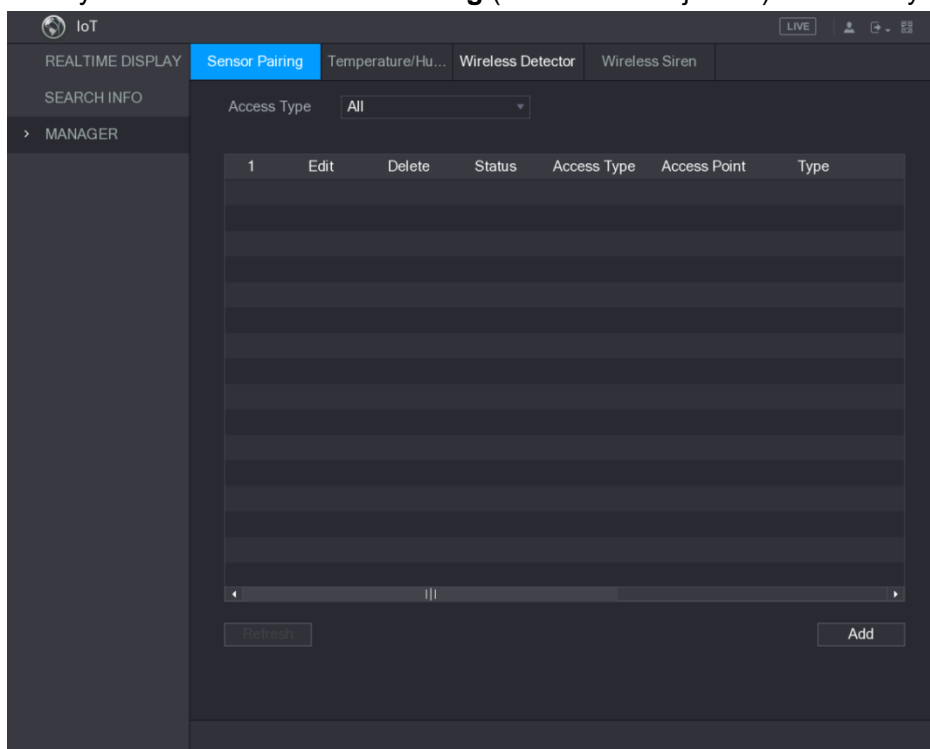 IoT
LIVE
REALTIME DISPLAY
SEARCH INFO
MANAGER
Sensor Pairing Temperature/Hu... Wireless Detector Wireless Siren
Access Type All
1 Edit Delete Status Access Type Access Point Type
Refresh Add